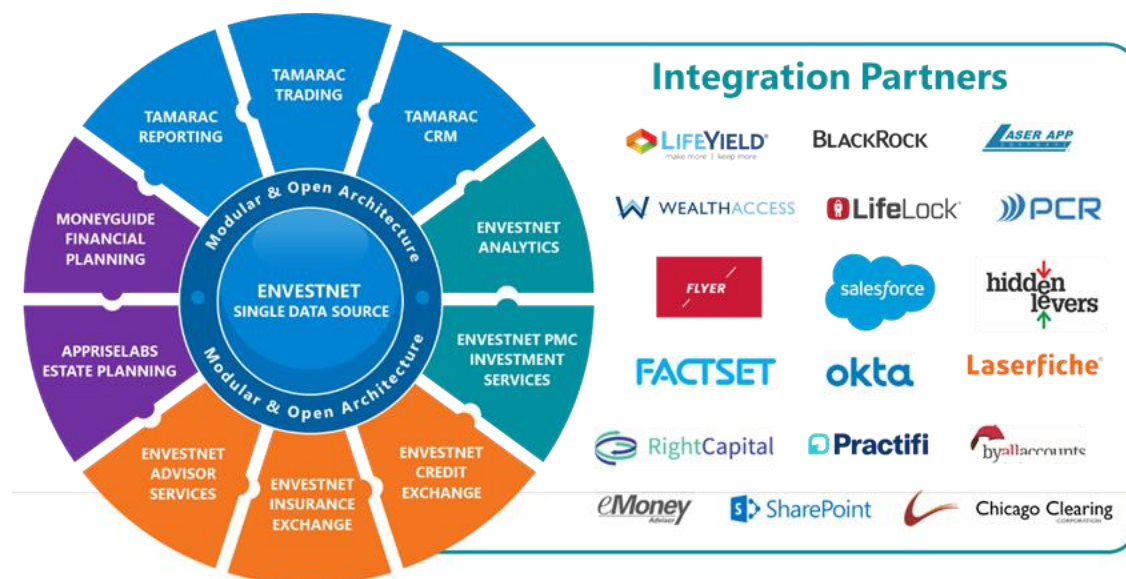 TAMARAC
TRADING
TAMARAC
REPORTING
TAMARAC
CRM
MONEYGUIDE
FINANCIAL
PLANNING
ENVESTNET
ANALYTICS
Modular & Open Architecture
ENVESTNET
SINGLE DATA SOURCE
Modular & Open Architecture
APPRISELABS
ESTATE PLANNING
ENVESTNET PMC
INVESTMENT
SERVICES
ENVESTNET
ADVISOR
SERVICES
ENVESTNET
INSURANCE
EXCHANGE
ENVESTNET
CREDIT
EXCHANGE
Integration Partners
LIFEYIELD®
make more | keep more
BLACKROCK
LASER APP
SOFTWARE
WEALTHACCESS
LifeLock
PCR
FLYER
salesforce
hidden
levers
FACTSET
okta
Laserfiche®
RightCapital
Practifi
byallaccounts
eMoney
Advisor
S SharePoint
Chicago Clearing
CORPORATION